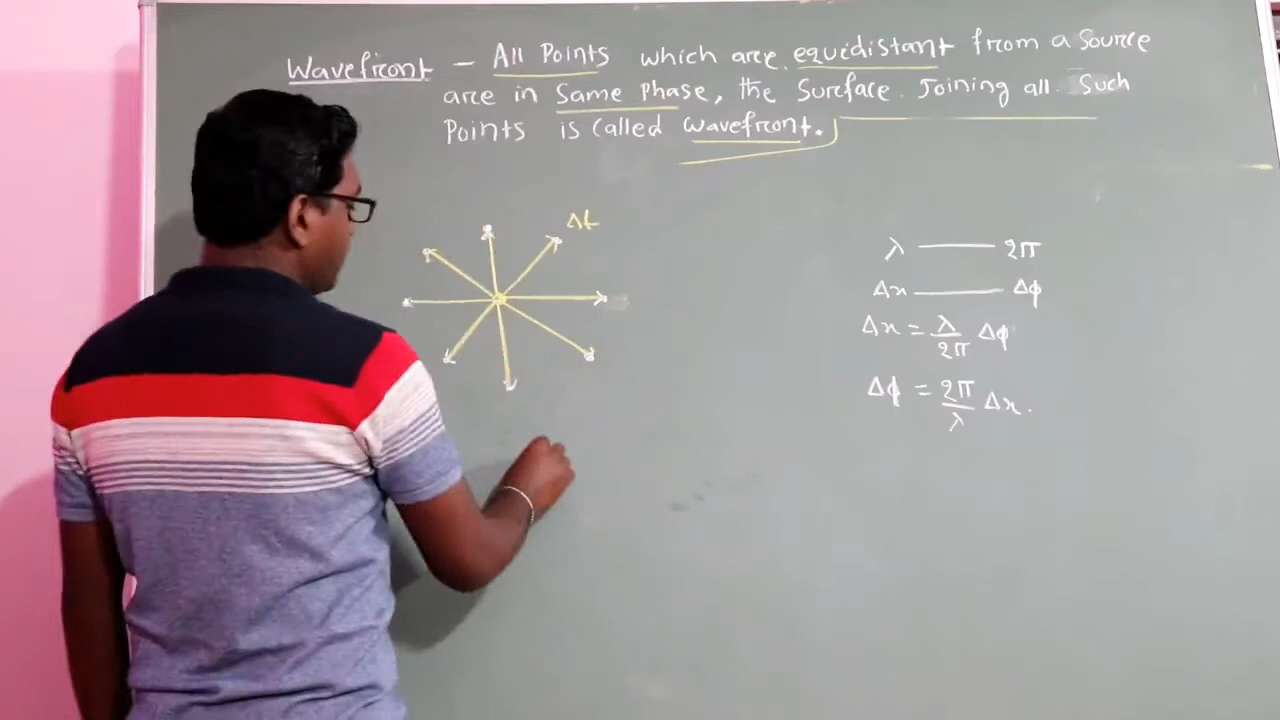 Wavefront - All Points which are equidistant from a Source
are in Same Phase, the Surface Joining all Such
Points is Called Wavefront.
Δt
λ — 2π
Δx — Δϕ
Δx = λ/2π Δϕ
Δϕ = 2π/λ Δx.